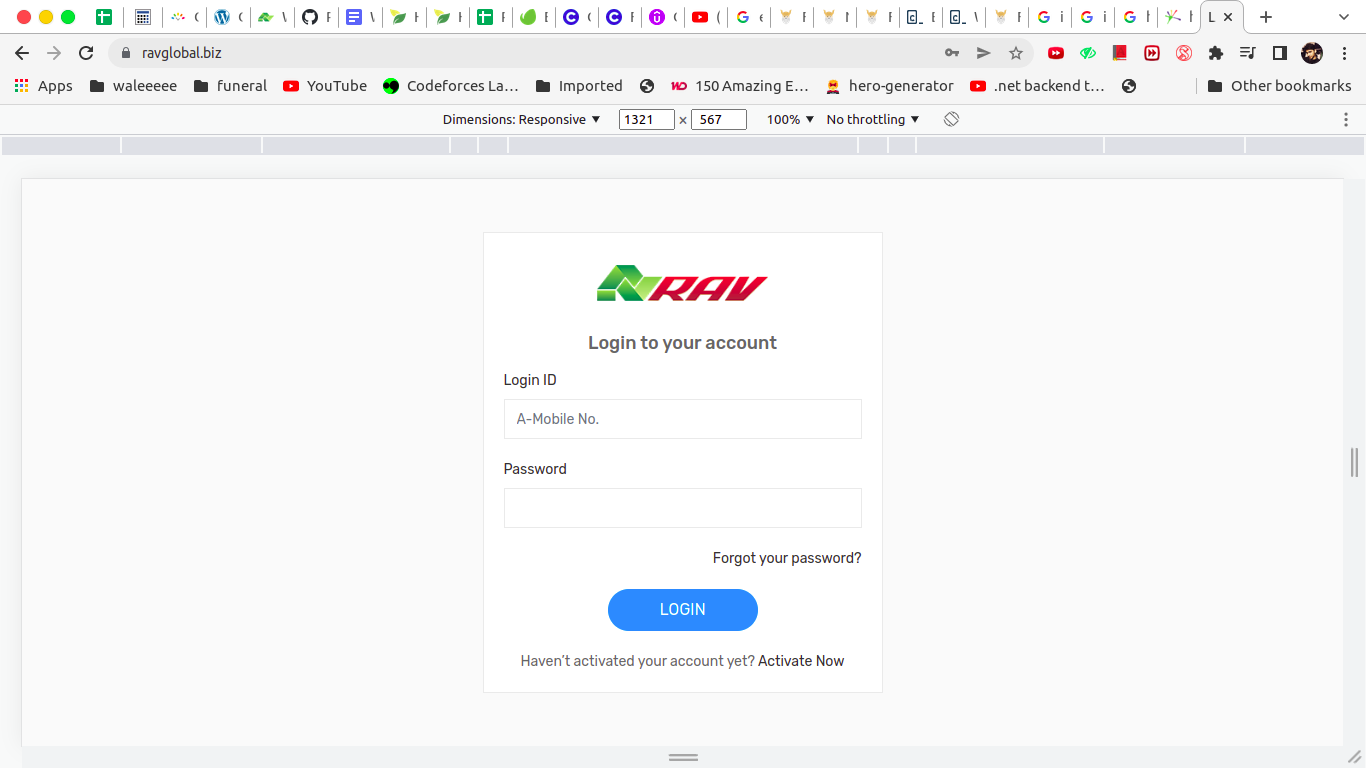 L
ravglobal.biz
Apps waleeeee funeral YouTube Codeforces La… Imported 150 Amazing E… hero-generator .net backend t… Other bookmarks
Dimensions: Responsive 1321 × 567 100% No throttling
RAV
Login to your account
Login ID
A-Mobile No.
Password
Forgot your password?
LOGIN
Haven’t activated your account yet? Activate Now